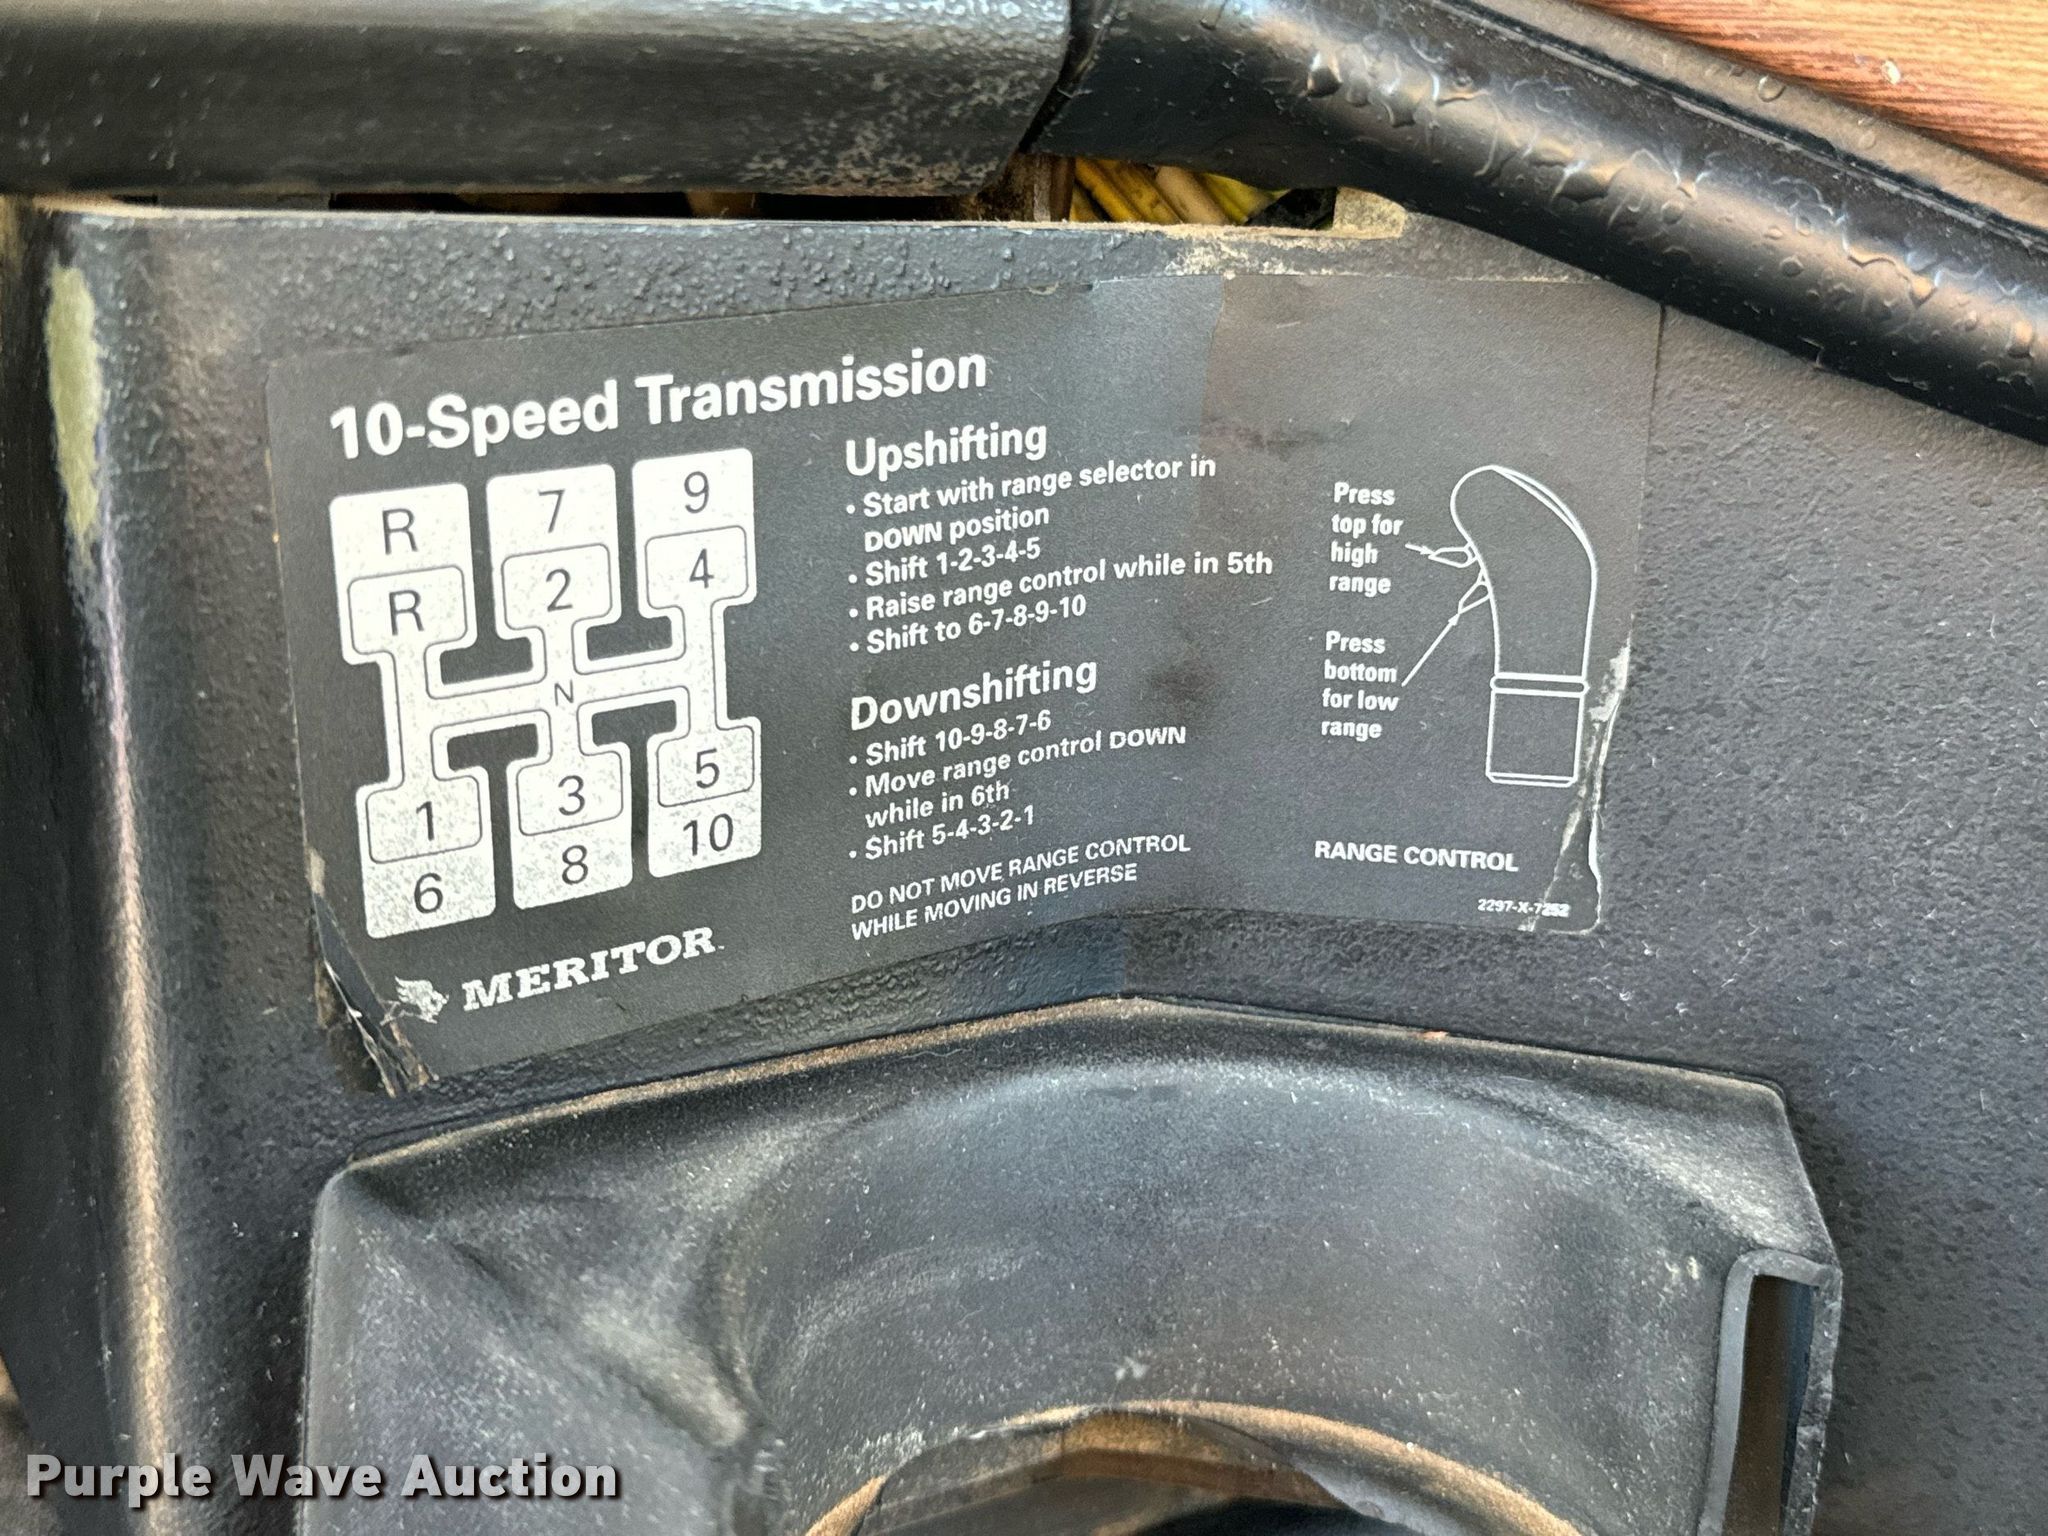 10-Speed Transmission
R 7 9
R 2 4
N
1 3 5
6 8 10
MERITOR
Upshifting
• Start with range selector in
DOWN position
• Shift 1-2-3-4-5
• Raise range control while in 5th
• Shift to 6-7-8-9-10
Downshifting
• Shift 10-9-8-7-6
• Move range control DOWN
while in 6th
• Shift 5-4-3-2-1
DO NOT MOVE RANGE CONTROL
WHILE MOVING IN REVERSE
Press
top for
high
range
Press
bottom
for low
range
RANGE CONTROL
2297-X-7252
Purple Wave Auction